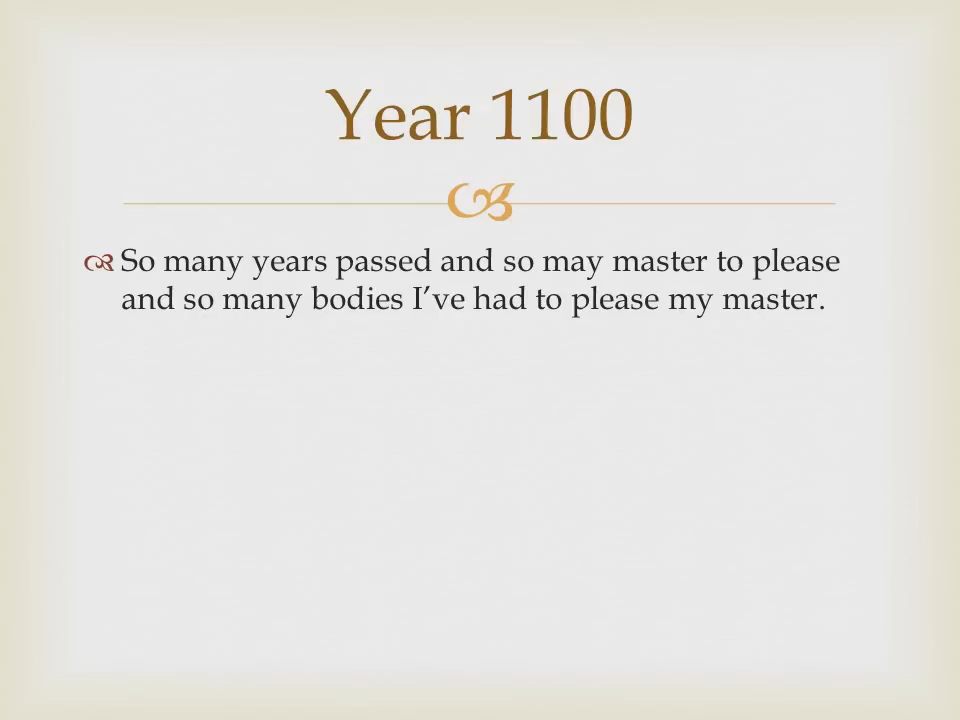 Year 1100
So many years passed and so may master to please
and so many bodies I’ve had to please my master.